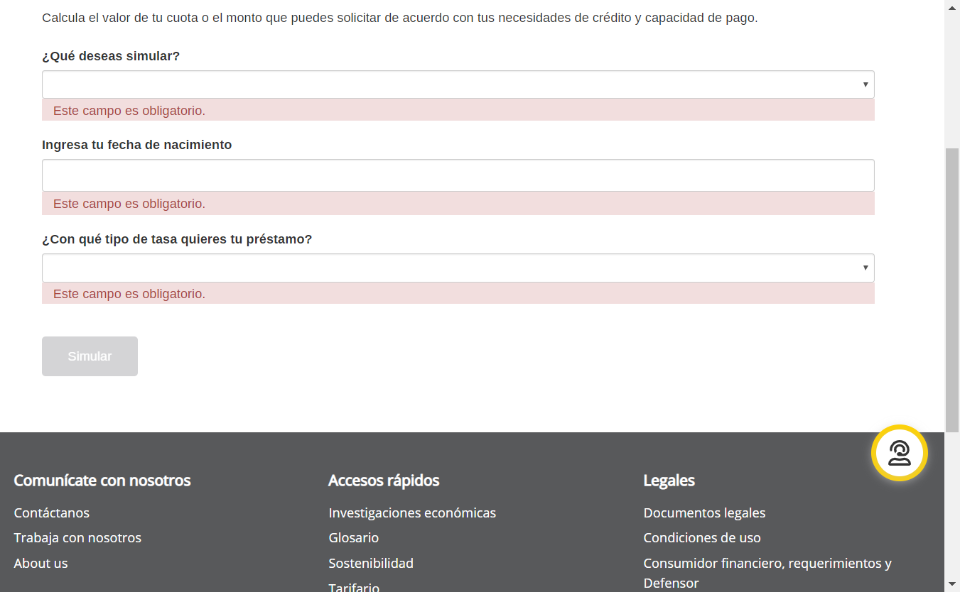 Calcula el valor de tu cuota o el monto que puedes solicitar de acuerdo con tus necesidades de crédito y capacidad de pago.
¿Qué deseas simular?
Este campo es obligatorio.
Ingresa tu fecha de nacimiento
Este campo es obligatorio.
¿Con qué tipo de tasa quieres tu préstamo?
Este campo es obligatorio.
Simular
Comunícate con nosotros
Contáctanos
Trabaja con nosotros
About us
Accesos rápidos
Investigaciones económicas
Glosario
Sostenibilidad
Tarifario
Legales
Documentos legales
Condiciones de uso
Consumidor financiero, requerimientos y
Defensor